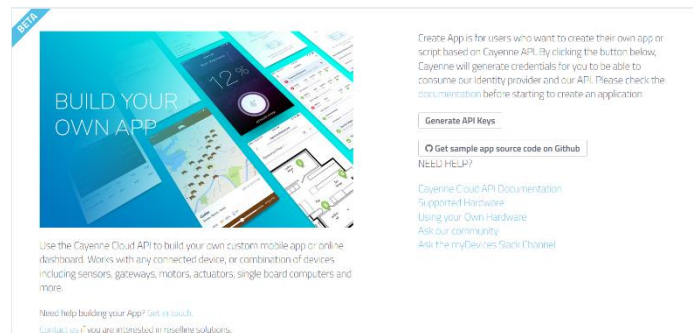 BETA
BUILD YOUR
OWN APP
12%
Use the Cayenne Cloud API to build your own custom mobile app or online
dashboard. Works with any connected device, or combination of devices
including sensors, gateways, motors, actuators, single board computers and
more.
Need help building your App? Get in touch.
Contact us if you are interested in reselling solutions.
Create App is for users who want to create their own app or
script based on Cayenne API. By clicking the button below,
Cayenne will generate credentials for you to be able to
consume our Identity provider and our API. Please check the
documentation before starting to create an application.
Generate API Keys
Get sample app source code on Github
NEED HELP?
Cayenne Cloud API Documentation
Supported Hardware
Using your Own Hardware
Ask our community
Ask the myDevices Slack Channel